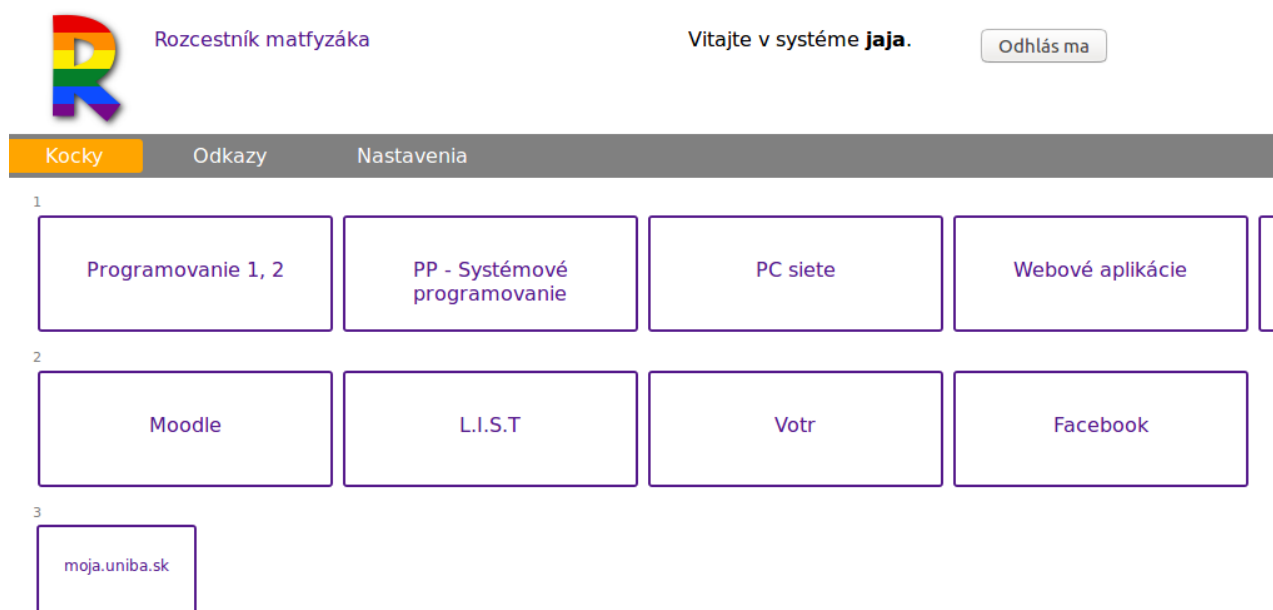 R
Rozcestník matfyzáka
Vitajte v systéme jaja.
Odhlás ma
Kocky
Odkazy
Nastavenia
1
Programovanie 1, 2
PP - Systémové
programovanie
PC siete
Webové aplikácie
2
Moodle
L.I.S.T
Votr
Facebook
3
moja.uniba.sk